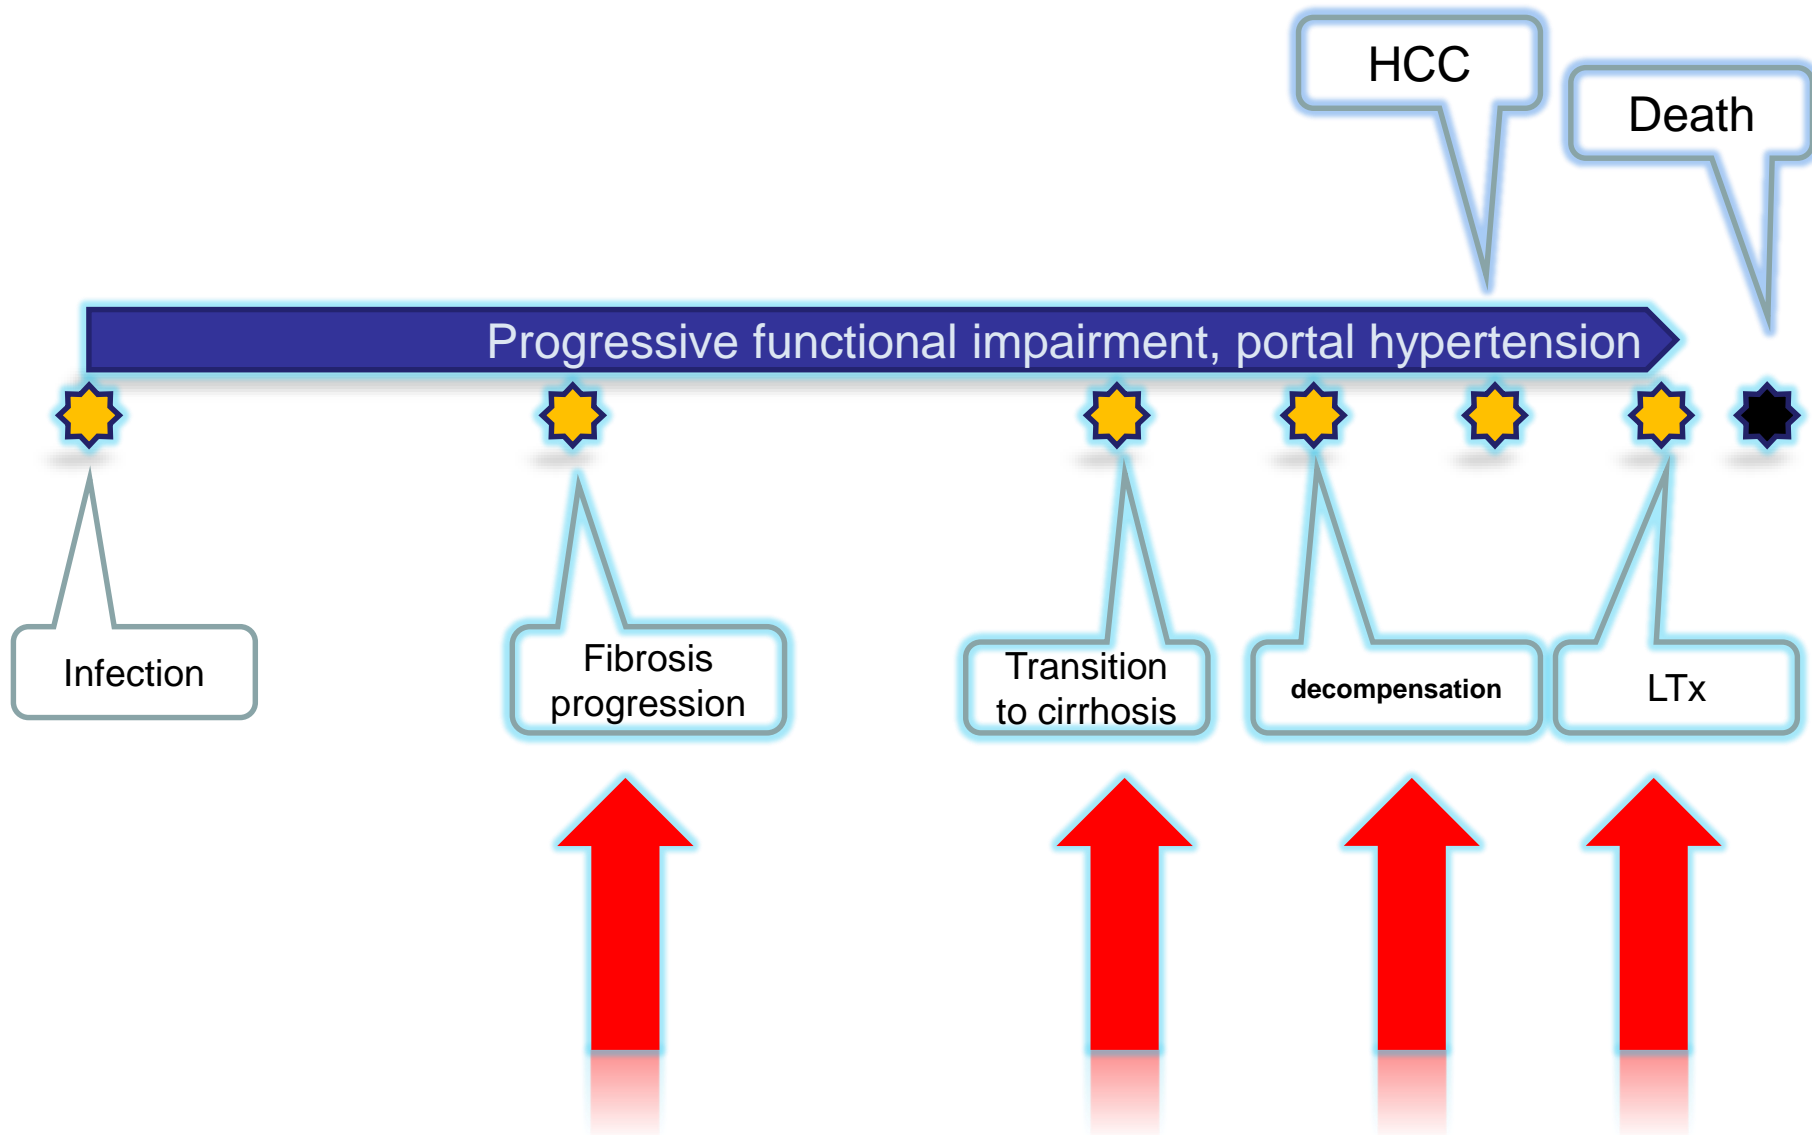 HCC
Death
Progressive functional impairment, portal hypertension
Infection
Fibrosis
progression
Transition
to cirrhosis
decompensation
LTx